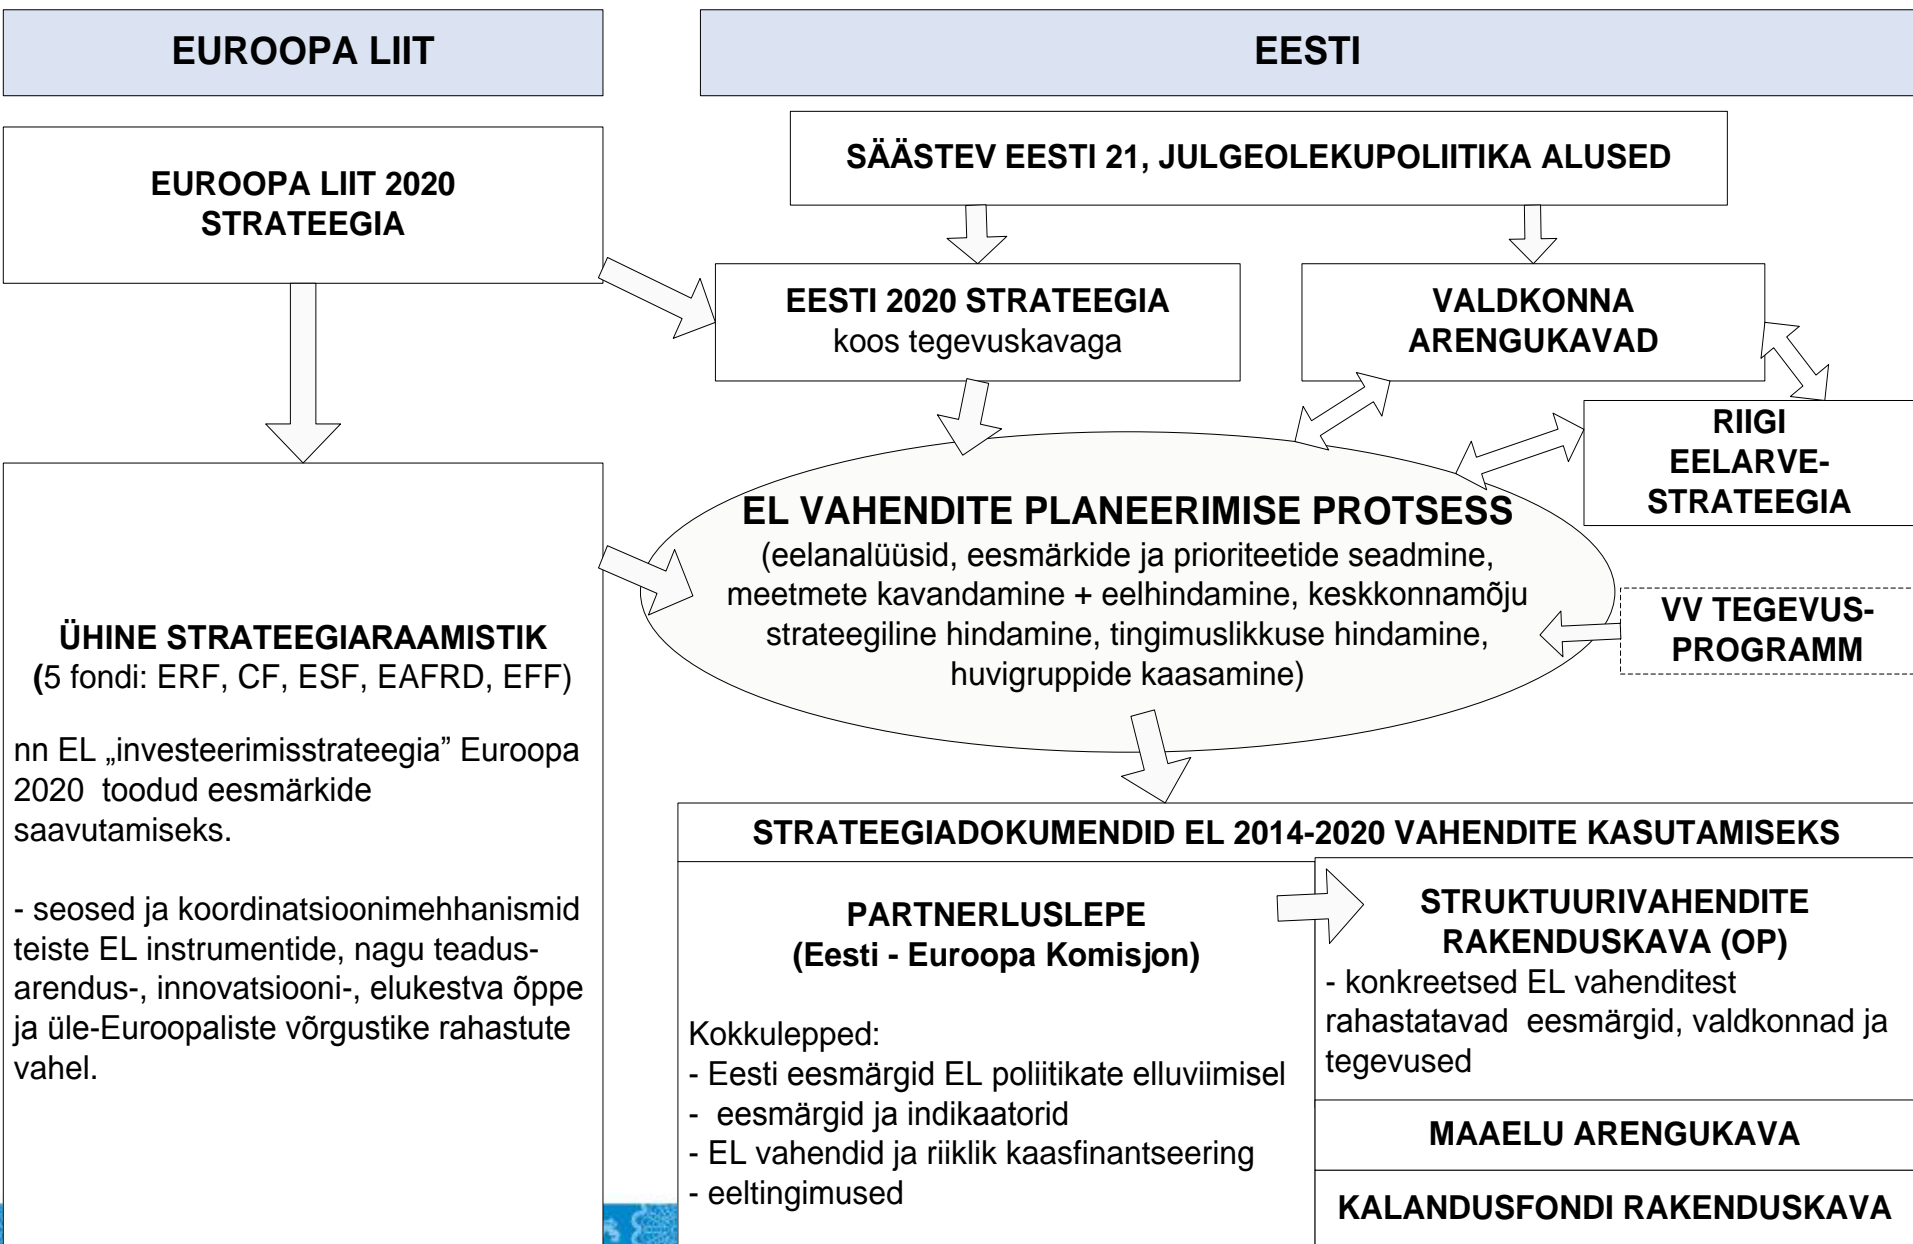 EUROOPA LIIT
EESTI
EUROOPA LIIT 2020
STRATEEGIA
SÄÄSTEV EESTI 21, JULGEOLEKUPOLIITIKA ALUSED
EESTI 2020 STRATEEGIA
koos tegevuskavaga
VALDKONNA
ARENGUKAVAD
RIIGI
EELARVE-
STRATEEGIA
EL VAHENDITE PLANEERIMISE PROTSESS
(eelanalüüsid, eesmärkide ja prioriteetide seadmine,
meetmete kavandamine + eelhindamine, keskkonnamõju
strateegiline hindamine, tingimuslikkuse hindamine,
huvigruppide kaasamine)
VV TEGEVUS-
PROGRAMM
ÜHINE STRATEEGIARAAMISTIK
(5 fondi: ERF, CF, ESF, EAFRD, EFF)
nn EL „investeerimisstrateegia” Euroopa
2020  toodud eesmärkide
saavutamiseks.
- seosed ja koordinatsioonimehhanismid
teiste EL instrumentide, nagu teadus-
arendus-, innovatsiooni-, elukestva õppe
ja üle-Euroopaliste võrgustike rahastute
vahel.
STRATEEGIADOKUMENDID EL 2014-2020 VAHENDITE KASUTAMISEKS
PARTNERLUSLEPE
(Eesti - Euroopa Komisjon)
Kokkulepped:
- Eesti eesmärgid EL poliitikate elluviimisel
-  eesmärgid ja indikaatorid
- EL vahendid ja riiklik kaasfinantseering
- eeltingimused
STRUKTUURIVAHENDITE
RAKENDUSKAVA (OP)
- konkreetsed EL vahenditest
rahastatavad  eesmärgid, valdkonnad ja
tegevused
MAAELU ARENGUKAVA
KALANDUSFONDI RAKENDUSKAVA